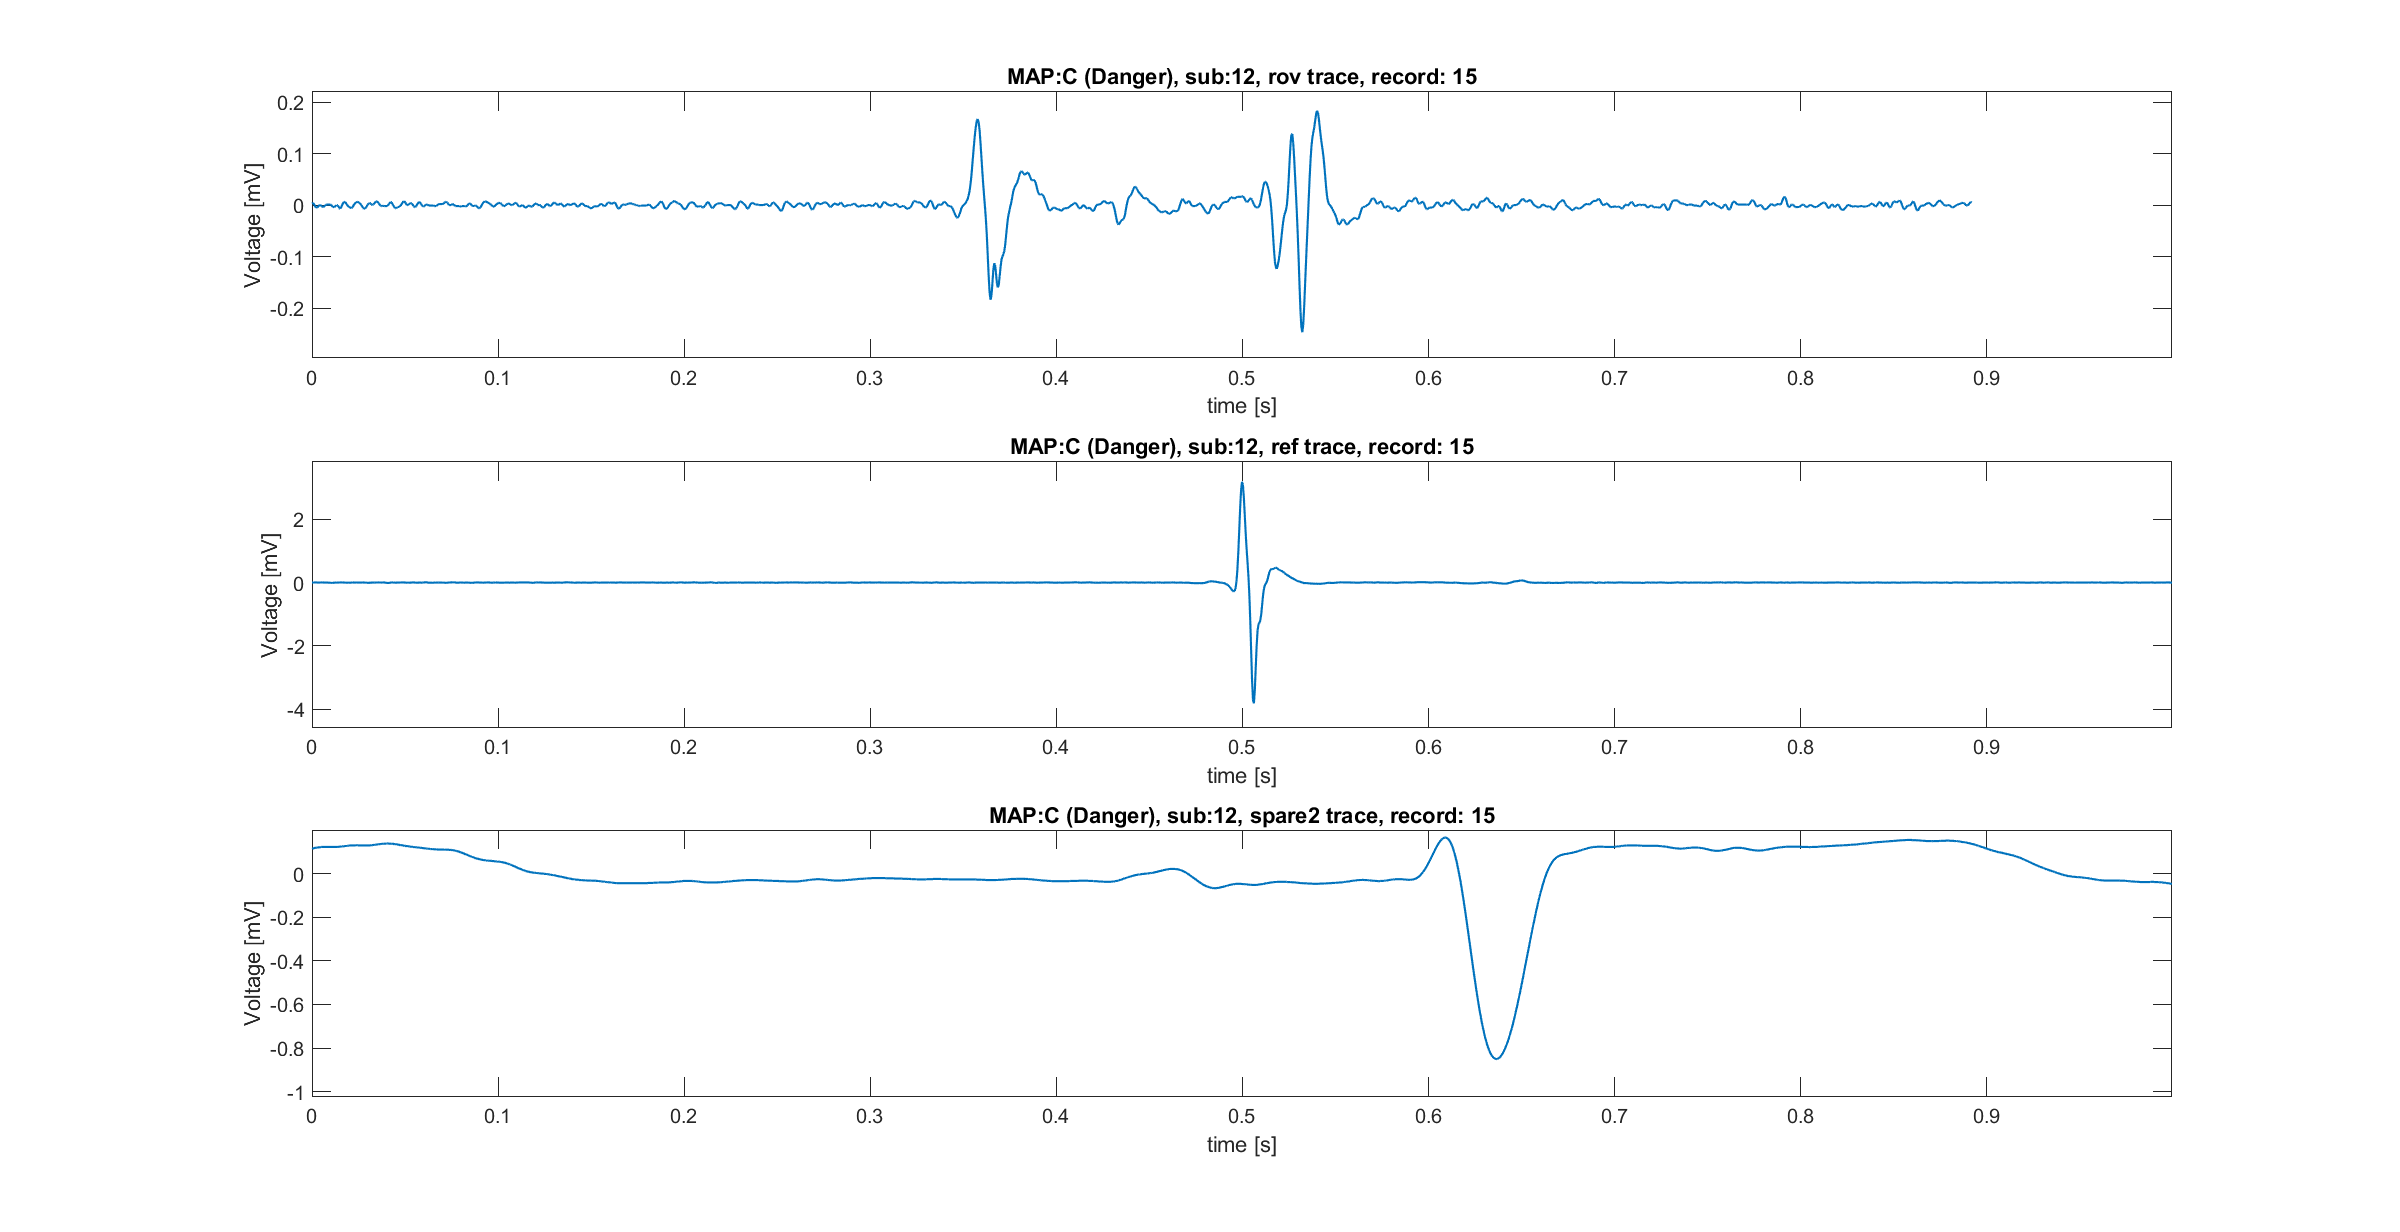 MAP:C (Danger), sub:12, rov trace, record: 15
0.2
0.1
0
-0.1
-0.2
Voltage [mV]
0 0.1 0.2 0.3 0.4 0.5 0.6 0.7 0.8 0.9
time [s]
MAP:C (Danger), sub:12, ref trace, record: 15
2
0
-2
-4
Voltage [mV]
0 0.1 0.2 0.3 0.4 0.5 0.6 0.7 0.8 0.9
time [s]
MAP:C (Danger), sub:12, spare2 trace, record: 15
0
-0.2
-0.4
-0.6
-0.8
-1
Voltage [mV]
0 0.1 0.2 0.3 0.4 0.5 0.6 0.7 0.8 0.9
time [s]